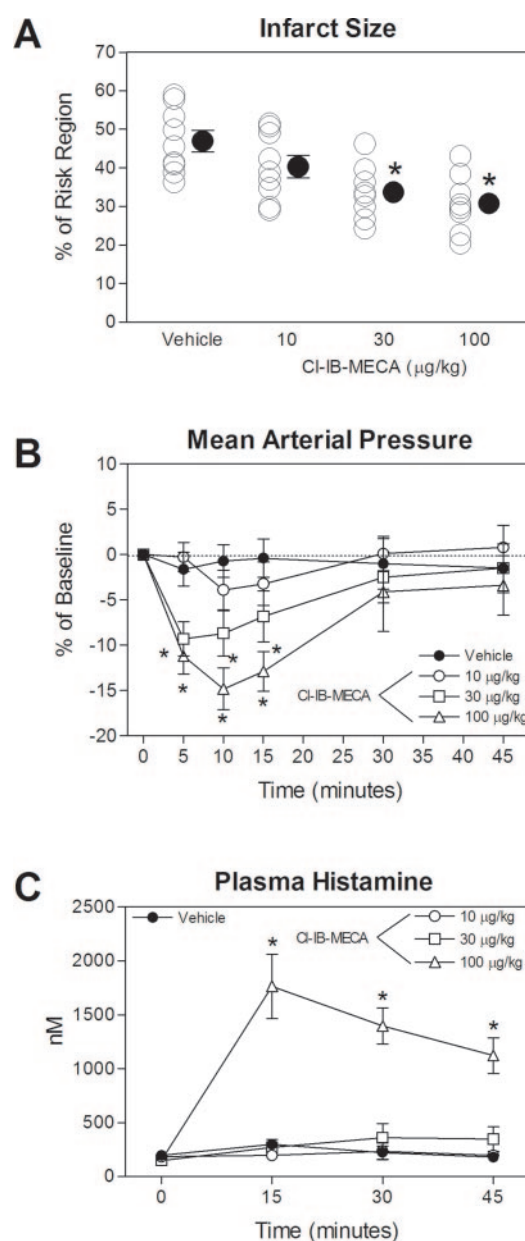 A
Infarct Size
% of Risk Region
70
60
50
40
30
20
10
0
*
*
Vehicle 10 30 100
Cl-IB-MECA (µg/kg)
B
Mean Arterial Pressure
% of Baseline
10
5
0
-5
-10
-15
-20
* * *
* * *
Vehicle
Cl-IB-MECA
10 µg/kg
30 µg/kg
100 µg/kg
0 5 10 15 30 45
Time (minutes)
C
Plasma Histamine
nM
2500
2000
1500
1000
500
0
Vehicle
Cl-IB-MECA
10 µg/kg
30 µg/kg
100 µg/kg
*
*
*
0 15 30 45
Time (minutes)